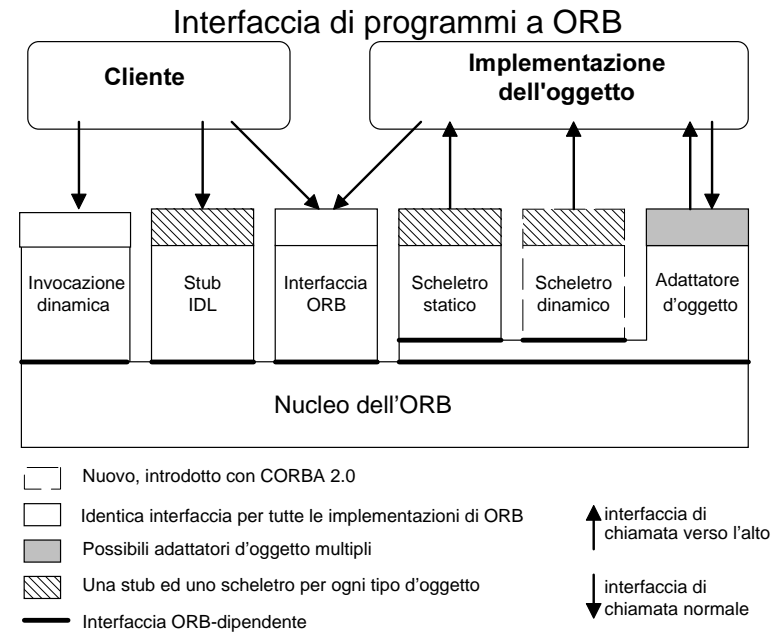 Interfaccia di programmi a ORB
Cliente
Implementazione
dell'oggetto
Invocazione
dinamica
Stub
IDL
Interfaccia
ORB
Scheletro
statico
Scheletro
dinamico
Adattatore
d'oggetto
Nucleo dell'ORB
Nuovo, introdotto con CORBA 2.0
Identica interfaccia per tutte le implementazioni di ORB
Possibili adattatori d'oggetto multipli
Una stub ed uno scheletro per ogni tipo d'oggetto
Interfaccia ORB-dipendente
interfaccia di
chiamata verso l'alto
interfaccia di
chiamata normale